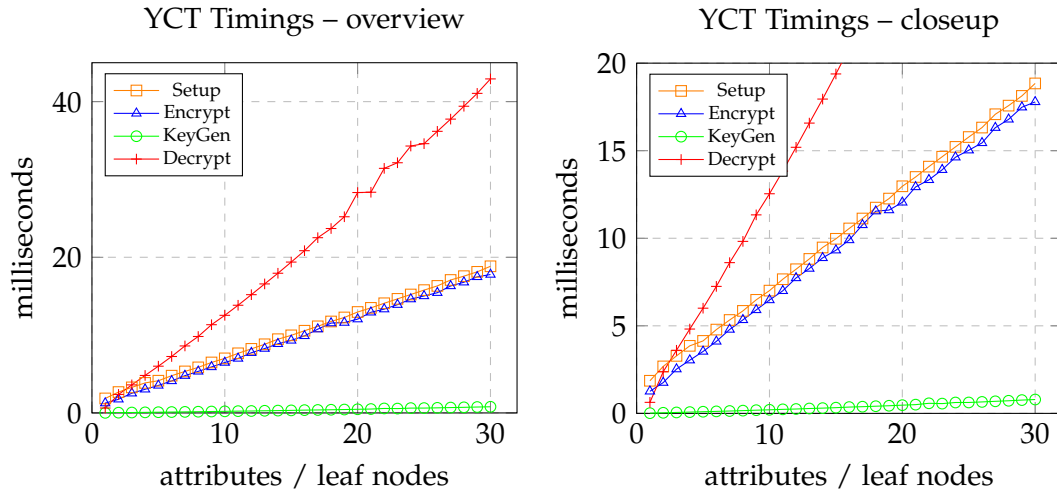 YCT Timings – overview
Setup
Encrypt
KeyGen
Decrypt
40
20
0
0
10
20
30
milliseconds
attributes / leaf nodes
YCT Timings – closeup
Setup
Encrypt
KeyGen
Decrypt
20
15
10
5
0
0
10
20
30
milliseconds
attributes / leaf nodes